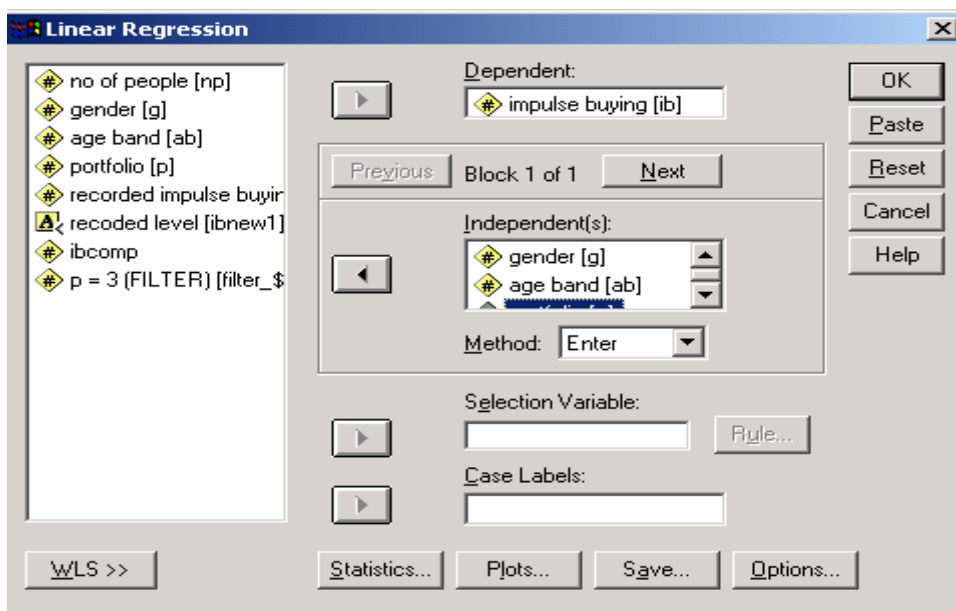 Linear Regression
no of people [np]
gender [g]
age band [ab]
portfolio [p]
recorded impulse buyin
recoded level [ibnew1]
ibcomp
p = 3 (FILTER) [filter_$
Dependent:
impulse buying [ib]
Previous
Block 1 of 1
Next
Independent(s):
gender [g]
age band [ab]
Method:
Enter
Selection Variable:
Rule...
Case Labels:
OK
Paste
Reset
Cancel
Help
WLS >>
Statistics...
Plots...
Save...
Options...